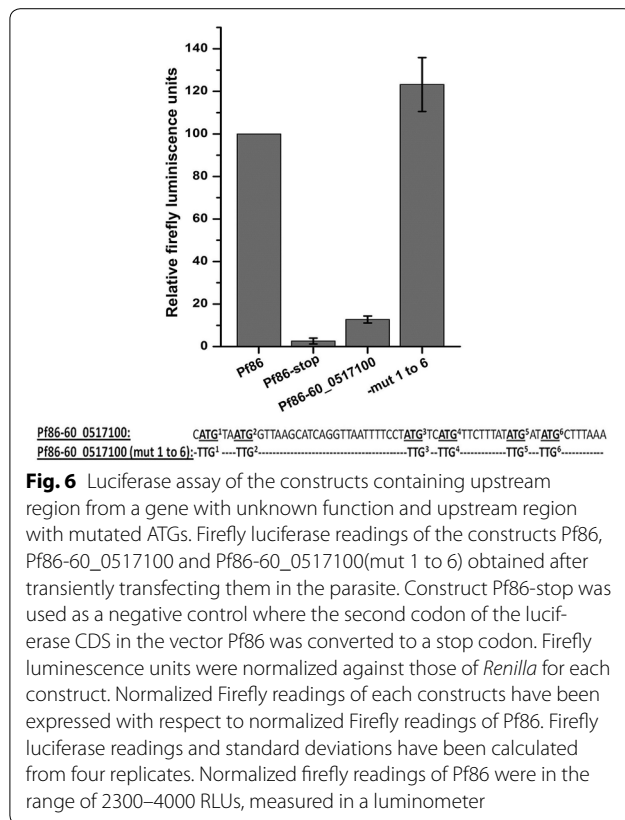 140
120
100
80
60
40
20
0
Relative firefly luminiscence units
Pf86
Pf86-stop
Pf86-60_0517100
-mut 1 to 6
Pf86-60 0517100: CATG¹TAATG²GTTAAGCATCAGGTTAATTTTCCTATG³TCATG⁴TTCTTTATATG⁵ATATG⁶CTTTAAA
Pf86-60 0517100 (mut 1 to 6):-TTG¹ ----TTG²-----------------------------------TTG³ --TTG⁴-------------TTG⁵---TTG⁶------------
Fig. 6 Luciferase assay of the constructs containing upstream
region from a gene with unknown function and upstream region
with mutated ATGs. Firefly luciferase readings of the constructs Pf86,
Pf86-60_0517100 and Pf86-60_0517100(mut 1 to 6) obtained after
transiently transfecting them in the parasite. Construct Pf86-stop was
used as a negative control where the second codon of the lucif-
erase CDS in the vector Pf86 was converted to a stop codon. Firefly
luminescence units were normalized against those of Renilla for each
construct. Normalized Firefly readings of each constructs have been
expressed with respect to normalized Firefly readings of Pf86. Firefly
luciferase readings and standard deviations have been calculated
from four replicates. Normalized firefly readings of Pf86 were in the
range of 2300–4000 RLUs, measured in a luminometer